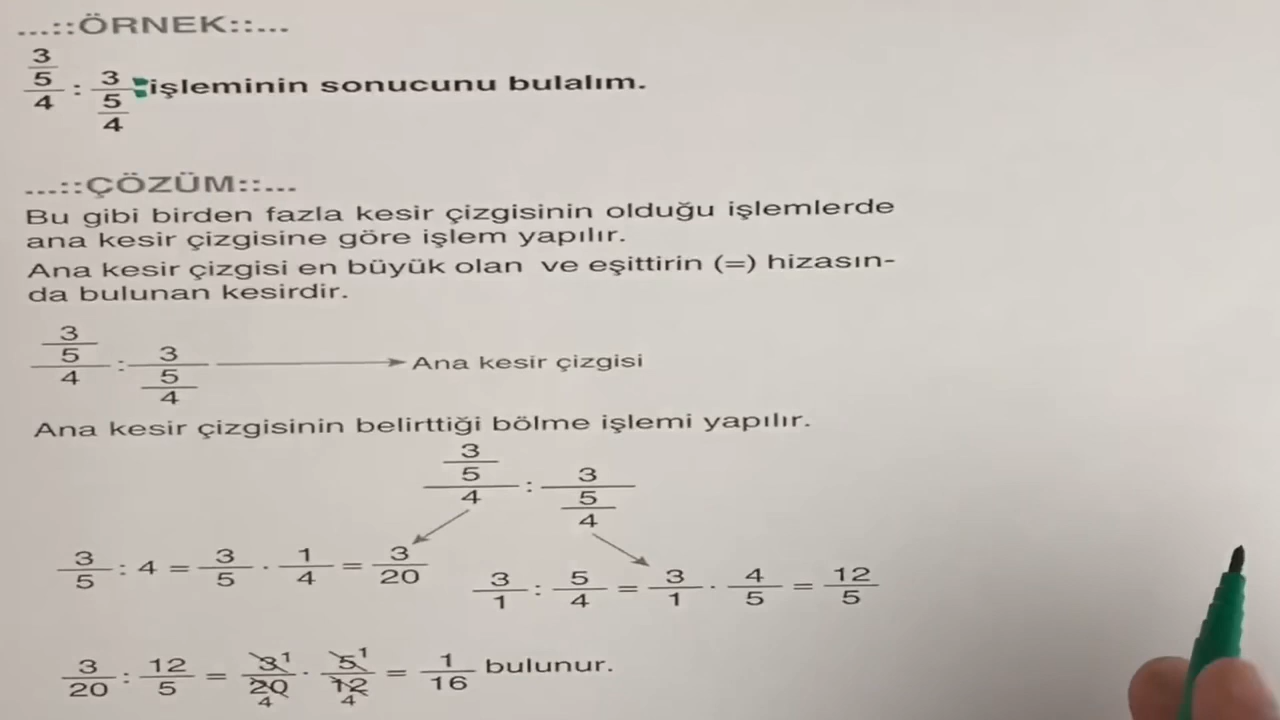 ...::ÖRNEK::...
3/5/4 : 3/5/4 işleminin sonucunu bulalım.
...::ÇÖZÜM::...
Bu gibi birden fazla kesir çizgisinin olduğu işlemlerde
ana kesir çizgisine göre işlem yapılır.
Ana kesir çizgisi en büyük olan ve eşittirin (=) hizasın-
da bulunan kesirdir.
3/5/4 : 3/5/4 → Ana kesir çizgisi
Ana kesir çizgisinin belirttiği bölme işlemi yapılır.
3/5/4 : 3/5/4
3/5 : 4 = 3/5 · 1/4 = 3/20
3/1 : 5/4 = 3/1 · 4/5 = 12/5
3/20 : 12/5 = 3 1/20 4 · 5 1/12 4 = 1/16 bulunur.